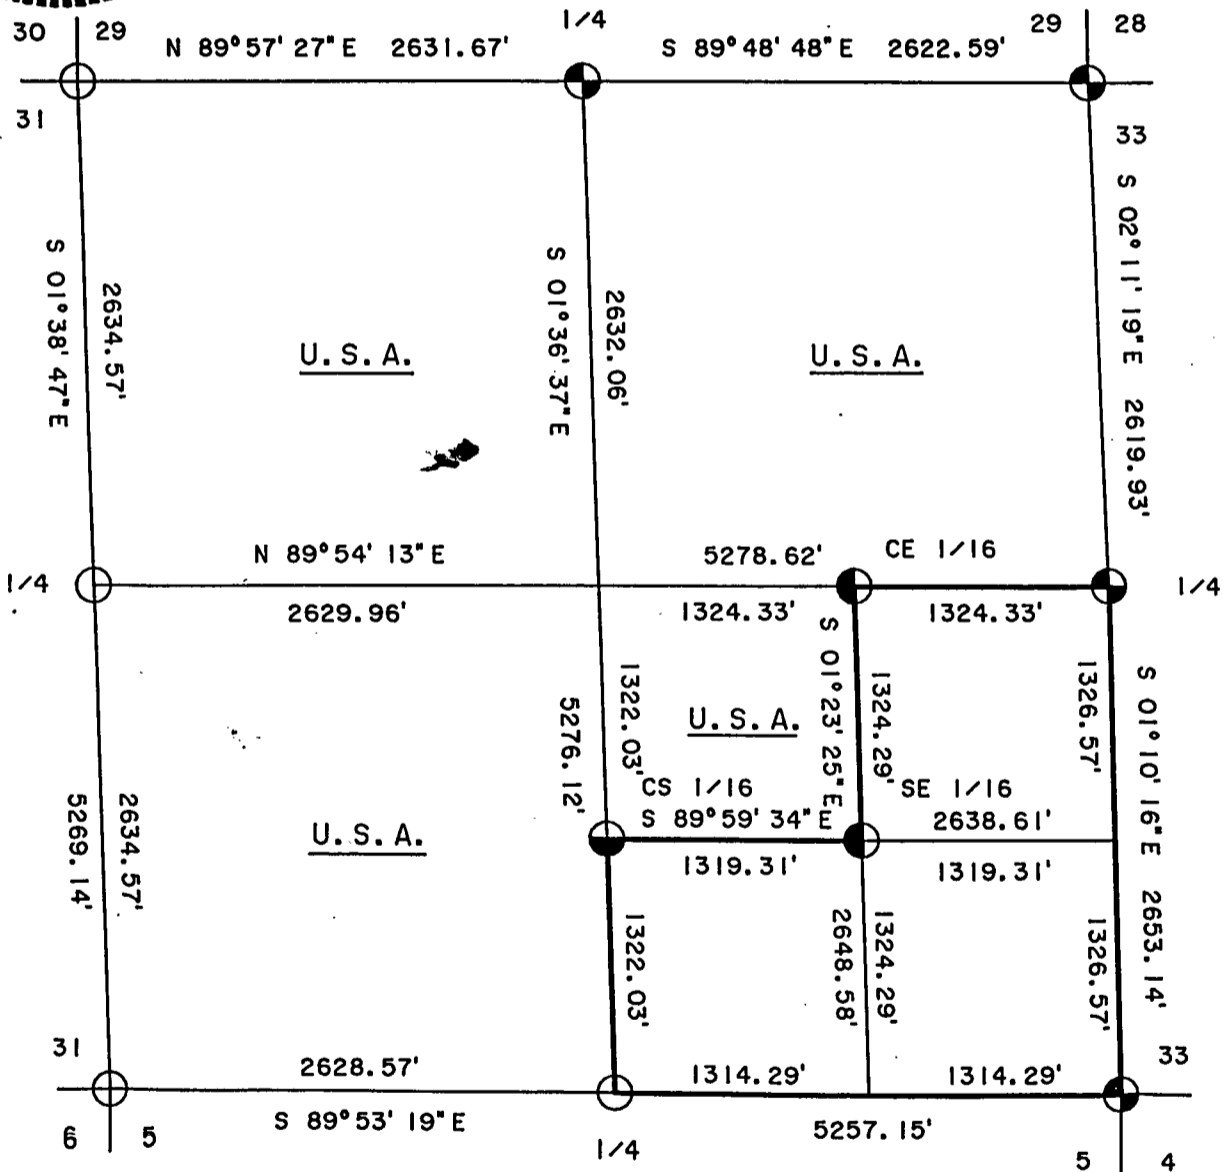 30 29
N 89°57' 27" E 2631.67'
1/4
S 89°48' 48" E 2622.59'
29 28
31
33
S 01°38' 47" E
2634.57'
S 01°36' 37" E
2632.06'
S 02°11' 19" E 2619.93'
U. S. A.
U. S. A.
N 89°54' 13" E
5278.62'
CE 1/16
1/4
1/4
2629.96'
1324.33'
1324.33'
1322.03'
5276.12'
U. S. A.
S 01°23' 25" E
1324.29'
1326.57'
S 01°10' 16" E 2653.14'
CS 1/16
SE 1/16
S 89°59' 34" E
2638.61'
1319.31'
1319.31'
5269.14'
2634.57'
U. S. A.
1322.03'
2648.58'
1324.29'
1326.57'
31
33
2628.57'
1314.29'
1314.29'
S 89°53' 19" E
5257.15'
6 5
1/4
5 4